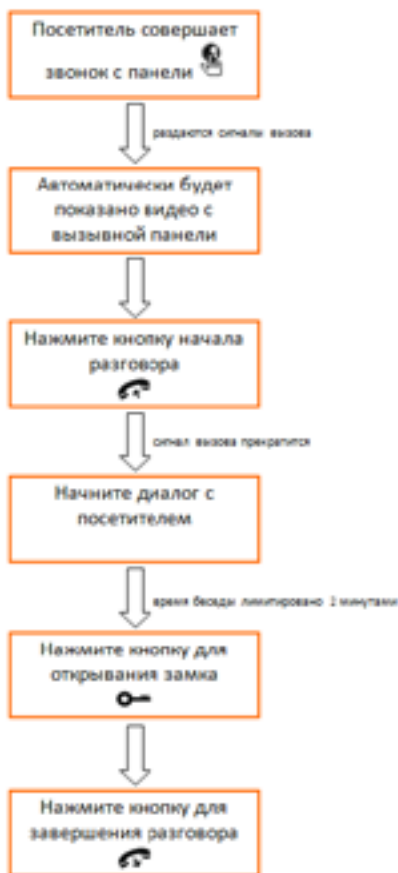 Посетитель совершает
звонок с панели
раздаются сигналы вызова
Автоматически будет
показано видео с
вызывной панели
Нажмите кнопку начала
разговора
сигнал вызова прекратится
Начните диалог с
посетителем
время беседы лимитировано 2 минутами
Нажмите кнопку для
открывания замка
Нажмите кнопку для
завершения разговора